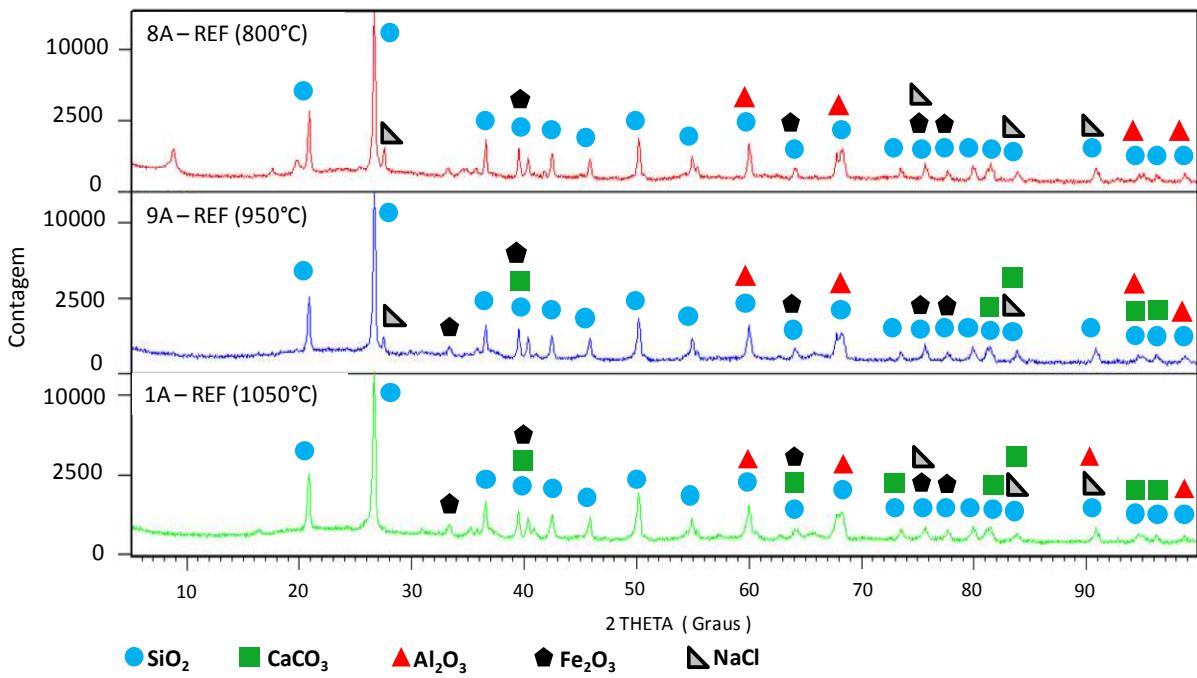 8A – REF (800°C)
10000
2500
0
9A – REF (950°C)
10000
2500
0
1A – REF (1050°C)
10000
2500
0
Contagem
10 20 30 40 50 60 70 80 90
2 THETA ( Graus )
SiO₂ CaCO₃ Al₂O₃ Fe₂O₃ NaCl